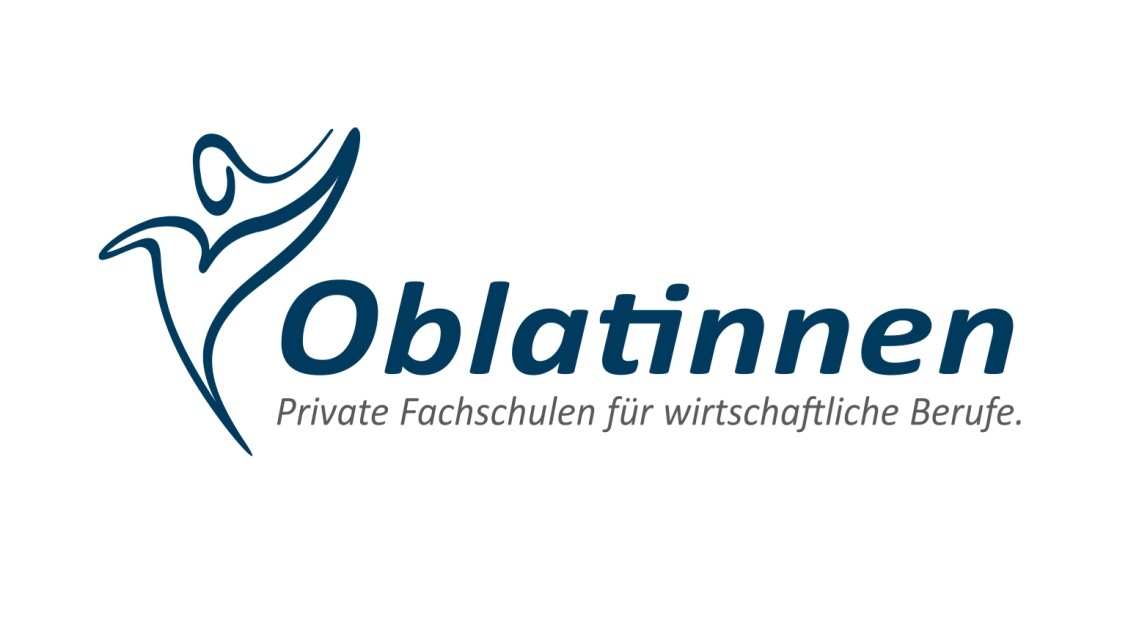 Oblatinnen
Private Fachschulen für wirtschaftliche Berufe.